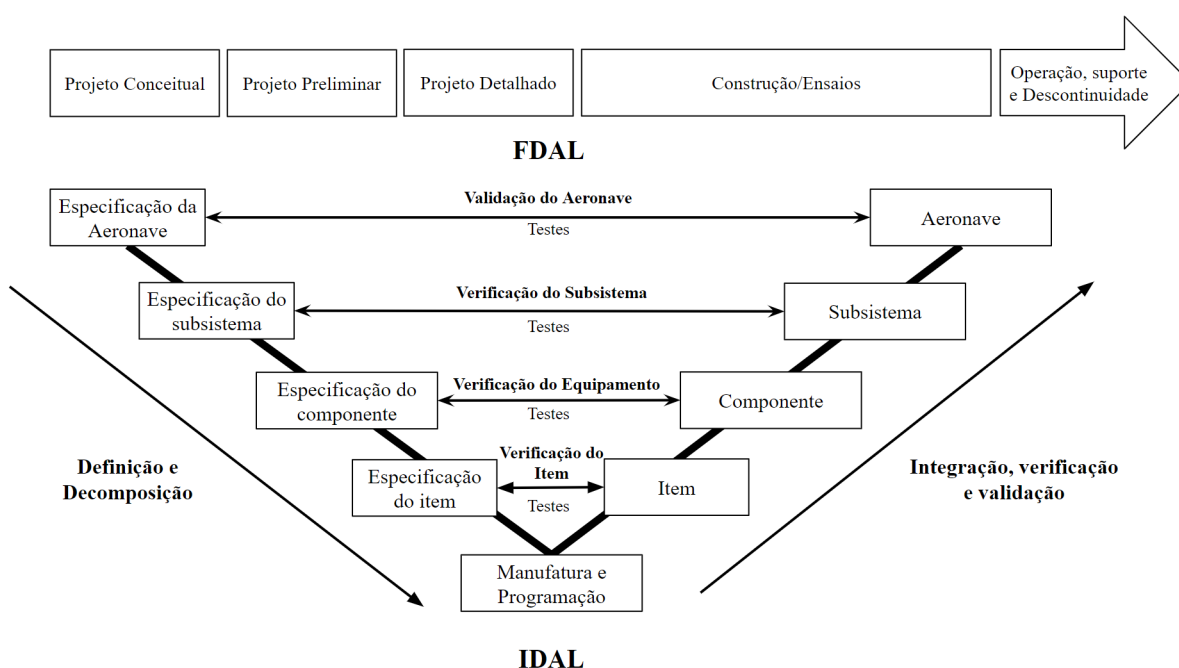 Projeto Conceitual
Projeto Preliminar
Projeto Detalhado
Construção/Ensaios
Operação, suporte
e Descontinuidade
FDAL
Especificação da
Aeronave
Validação do Aeronave
Testes
Aeronave
Especificação do
subsistema
Verificação do Subsistema
Testes
Subsistema
Especificação do
componente
Verificação do Equipamento
Testes
Componente
Definição e
Decomposição
Especificação
do item
Verificação do
Item
Testes
Item
Integração, verificação
e validação
Manufatura e
Programação
IDAL